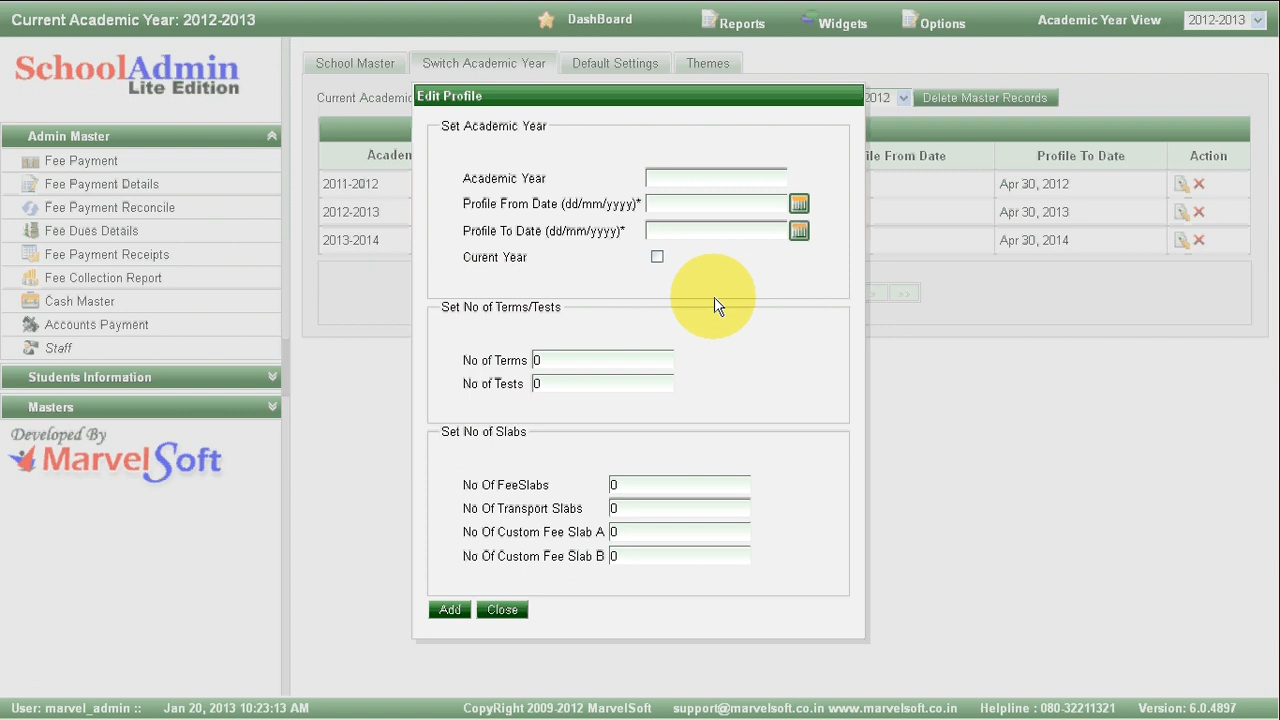 Current Academic Year: 2012-2013
DashBoard
Reports
Widgets
Options
Academic Year View
2012-2013
SchoolAdmin
Lite Edition
Admin Master
Fee Payment
Fee Payment Details
Fee Payment Reconcile
Fee Dues Details
Fee Payment Receipts
Fee Collection Report
Cash Master
Accounts Payment
Staff
Students Information
Masters
Developed By
MarvelSoft
School Master
Switch Academic Year
Default Settings
Themes
Current Academic
2012
Delete Master Records
Profile To Date
Action
2011-2012
Apr 30, 2012
2012-2013
Apr 30, 2013
2013-2014
Apr 30, 2014
>>
Edit Profile
Set Academic Year
Academic Year
Profile From Date (dd/mm/yyyy)*
Profile To Date (dd/mm/yyyy)*
Curent Year
Set No of Terms/Tests
No of Terms 0
No of Tests 0
Set No of Slabs
No Of FeeSlabs 0
No Of Transport Slabs 0
No Of Custom Fee Slab A 0
No Of Custom Fee Slab B 0
Add
Close
User: marvel_admin :: Jan 20, 2013 10:23:13 AM
CopyRight 2009-2012 MarvelSoft
support@marvelsoft.co.in www.marvelsoft.co.in
Helpline : 080-32211321
Version: 6.0.4897